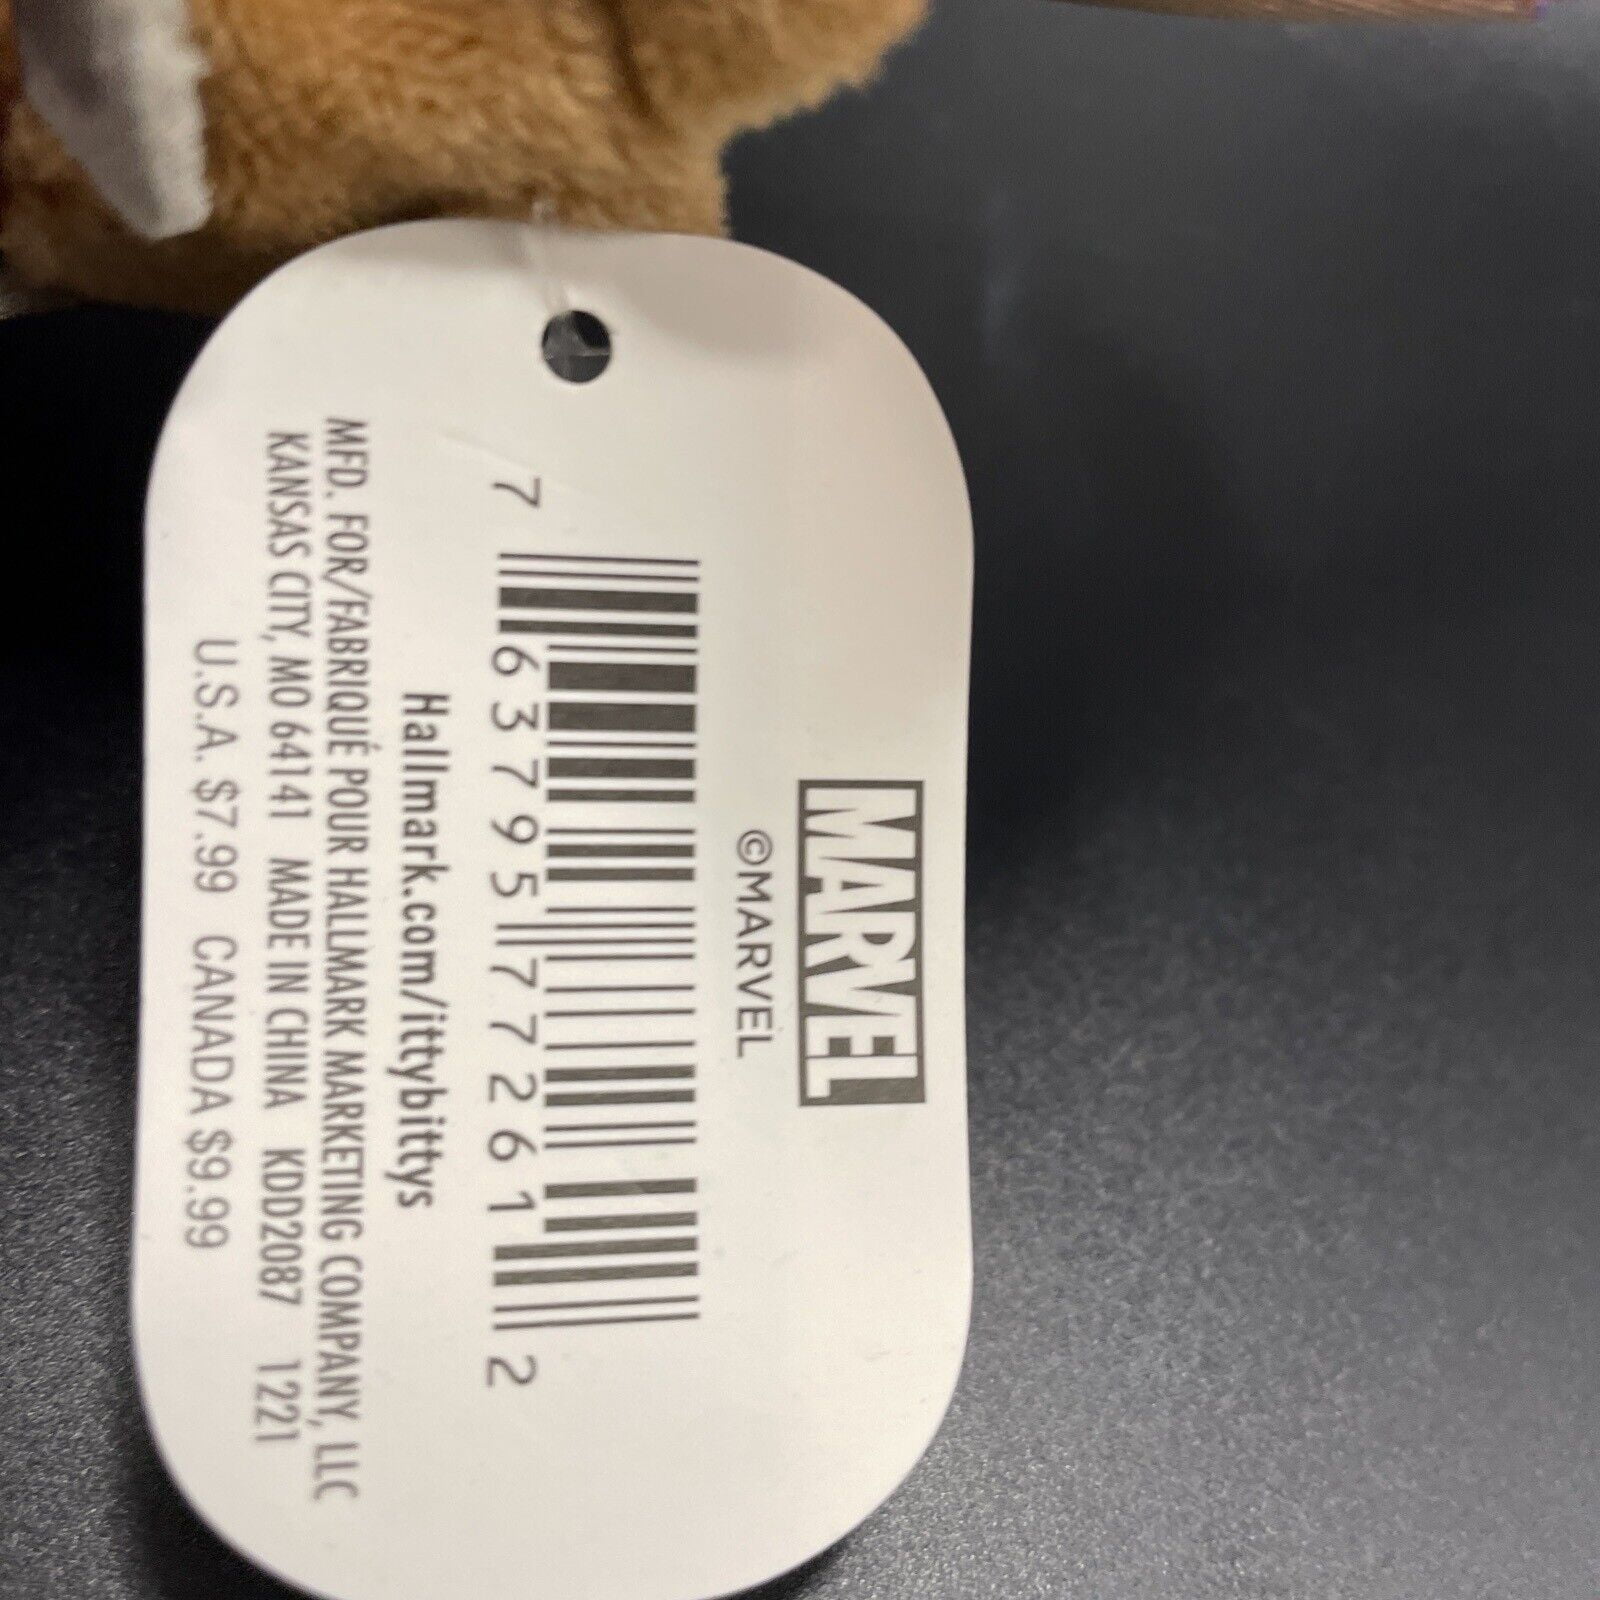 MARVEL
©MARVEL
7 63795 77261 2
Hallmark.com/ittybittys
MFD. FOR/FABRIQUÉ POUR HALLMARK MARKETING COMPANY, LLC
KANSAS CITY, MO 64141 MADE IN CHINA KDD2087 1221
U.S.A. $7.99 CANADA $9.99